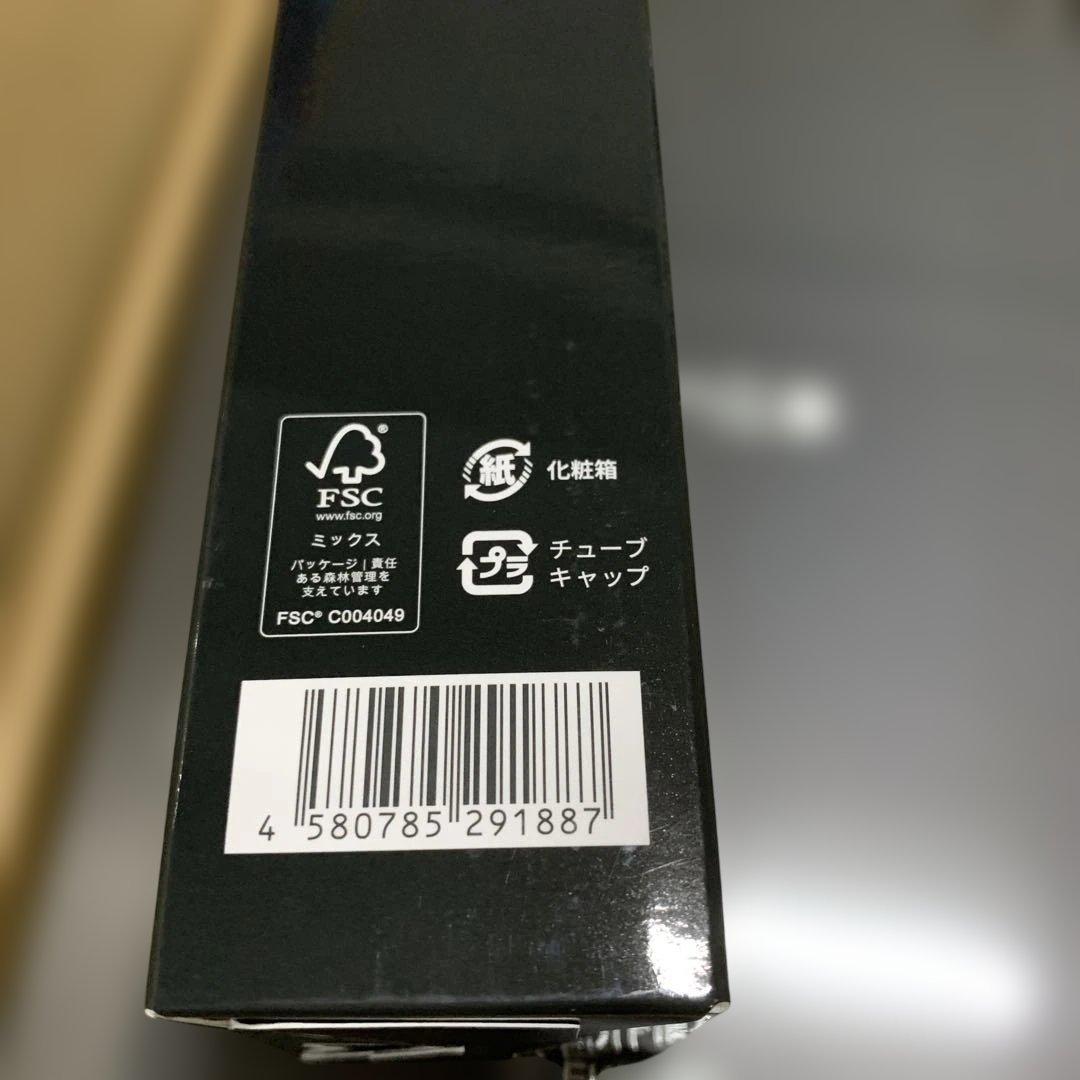 FSC®
www.fsc.org
ミックス
パッケージ | 責任
ある森林管理を
支えています
FSC® C004049
紙 化粧箱
プラ チューブ
キャップ
4 580785 291887